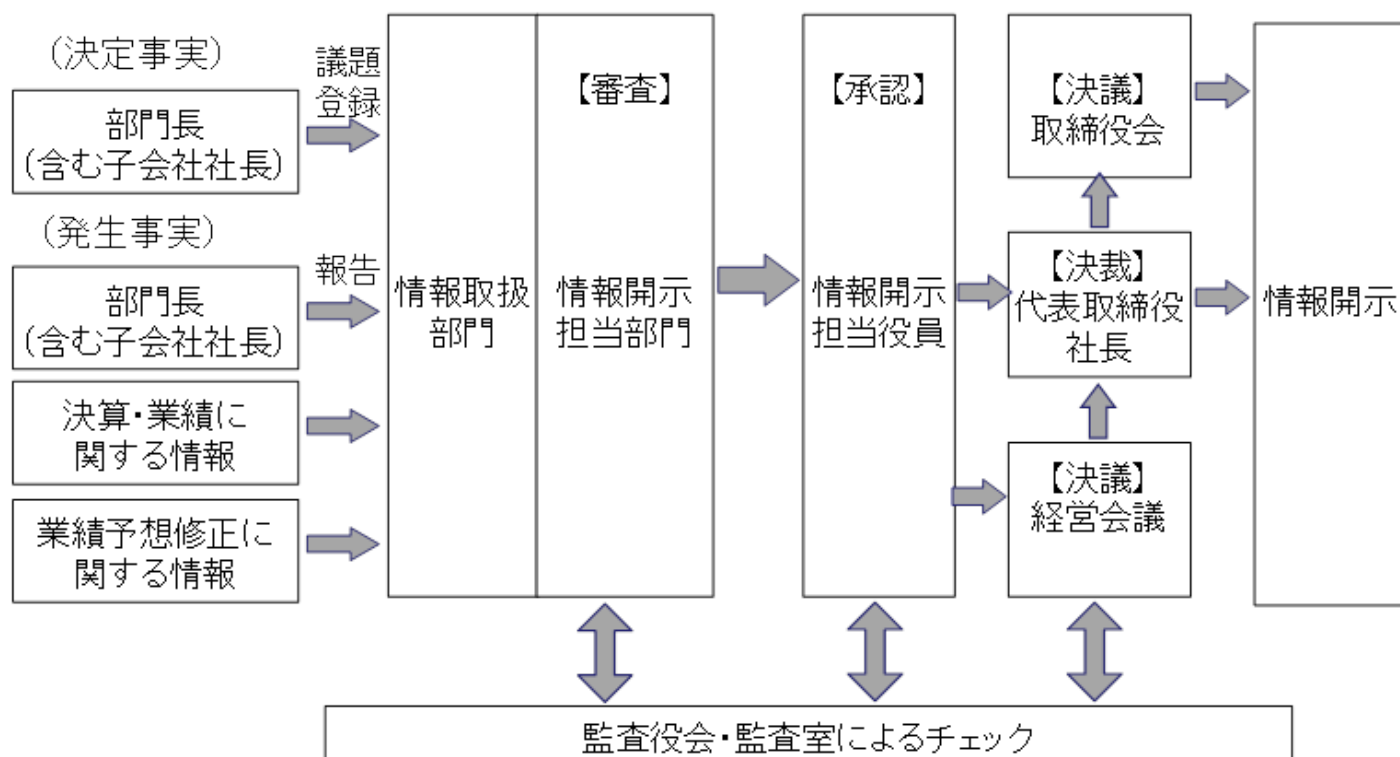 (決定事実)
議題
登録
部門長
(含む子会社社長)
(発生事実)
報告
部門長
(含む子会社社長)
決算・業績に
関する情報
業績予想修正に
関する情報
情報取扱
部門
【審査】
情報開示
担当部門
【承認】
情報開示
担当役員
【決議】
取締役会
【決裁】
代表取締役
社長
【決議】
経営会議
情報開示
監査役会・監査室によるチェック